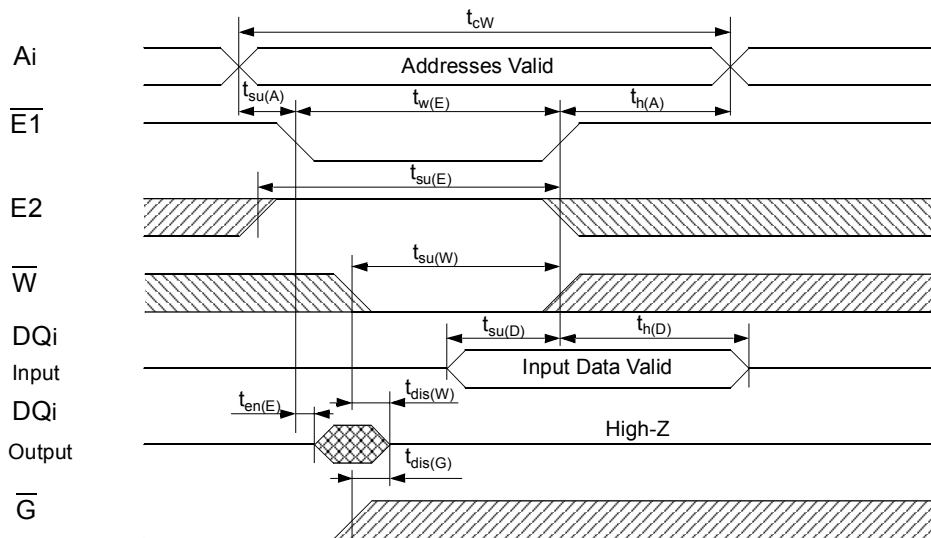 t_cW
Ai
Addresses Valid
t_su(A)
t_w(E)
t_h(A)
E1
t_su(E)
E2
t_su(W)
W
DQi
t_su(D)
t_h(D)
Input
Input Data Valid
t_dis(W)
DQi
t_en(E)
High-Z
Output
t_dis(G)
G